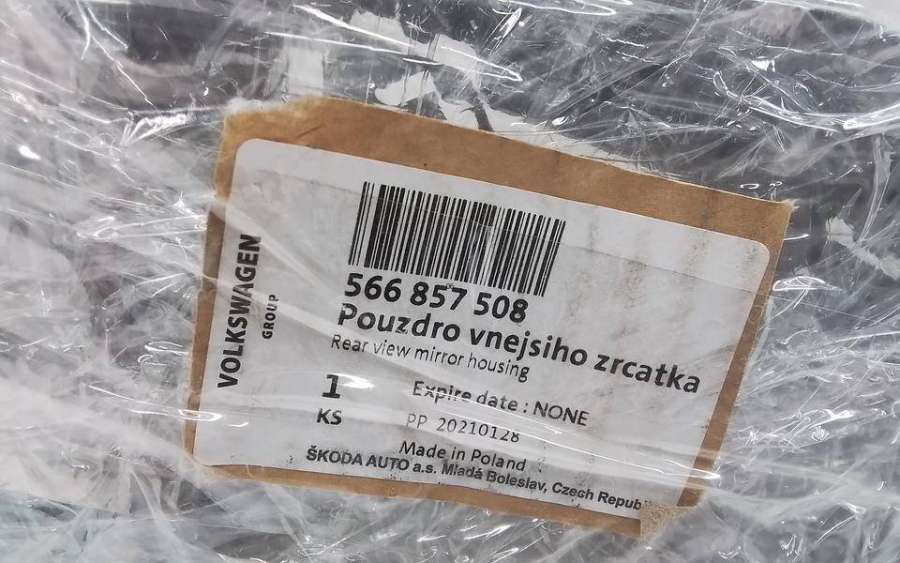 VOLKSWAGEN
GROUP
566 857 508
Pouzdro vnejsiho zrcatka
Rear view mirror housing
1
KS
Expire date : NONE
PP 20210128
Made in Poland
ŠKODA AUTO a.s. Mladá Boleslav, Czech